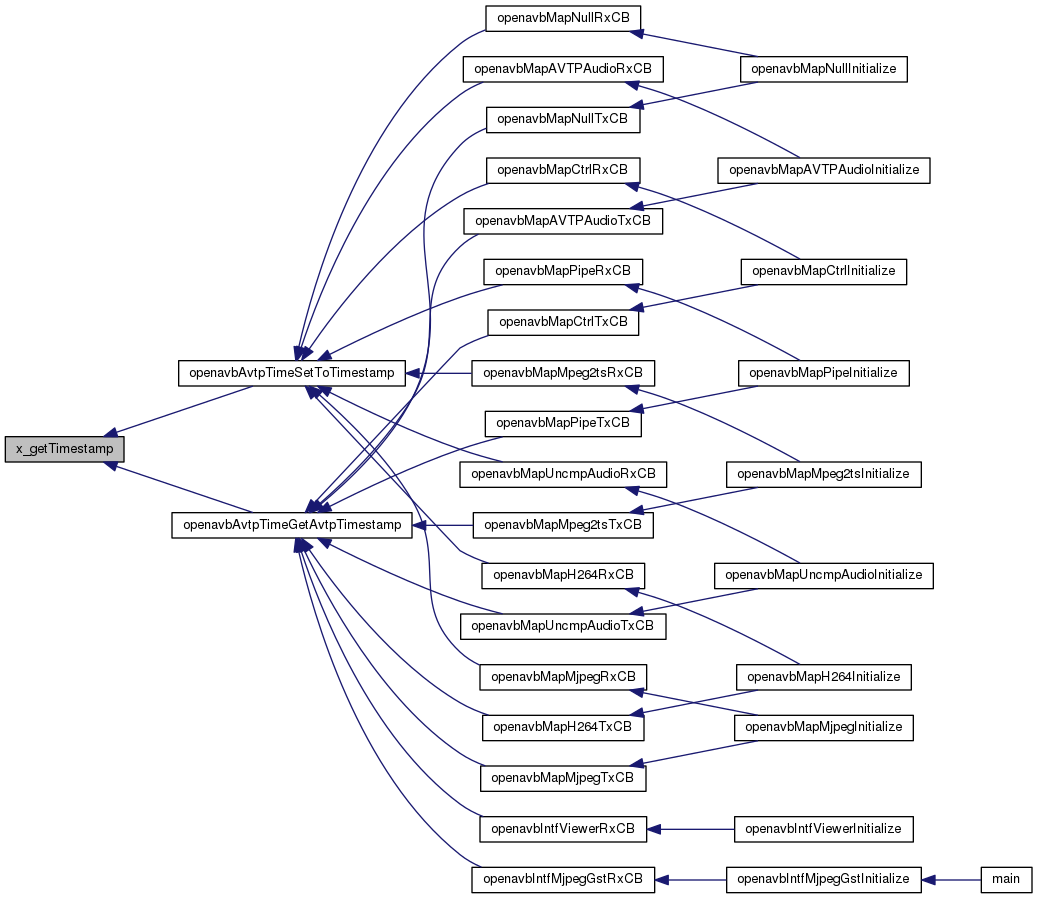 openavbMapNullRxCB
openavbMapNullInitialize
openavbMapAVTPAudioRxCB
openavbMapNullTxCB
openavbMapCtrlRxCB
openavbMapAVTPAudioInitialize
openavbMapAVTPAudioTxCB
openavbMapPipeRxCB
openavbMapCtrlInitialize
openavbMapCtrlTxCB
openavbAvtpTimeSetToTimestamp
openavbMapMpeg2tsRxCB
openavbMapPipeInitialize
openavbMapPipeTxCB
x_getTimestamp
openavbMapUncmpAudioRxCB
openavbMapMpeg2tsInitialize
openavbAvtpTimeGetAvtpTimestamp
openavbMapMpeg2tsTxCB
openavbMapH264RxCB
openavbMapUncmpAudioInitialize
openavbMapUncmpAudioTxCB
openavbMapMjpegRxCB
openavbMapH264Initialize
openavbMapH264TxCB
openavbMapMjpegInitialize
openavbMapMjpegTxCB
openavbIntfViewerRxCB
openavbIntfViewerInitialize
openavbIntfMjpegGstRxCB
openavbIntfMjpegGstInitialize
main